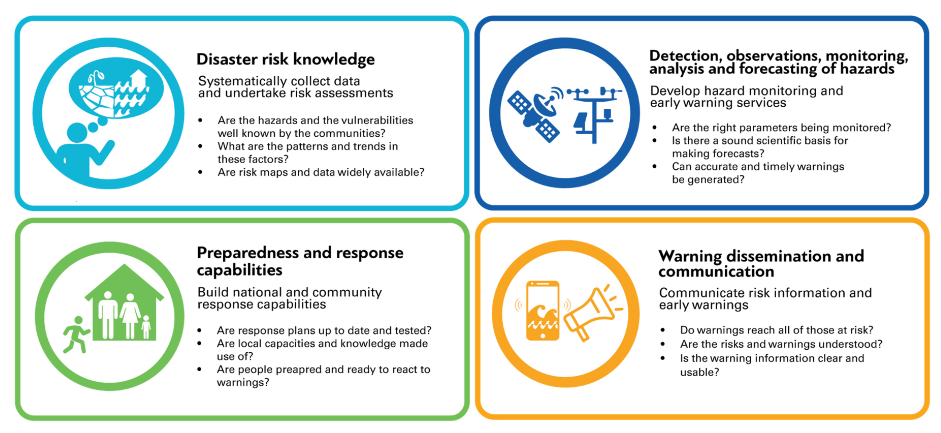 Disaster risk knowledge
Systematically collect data
and undertake risk assessments
• Are the hazards and the vulnerabilities
well known by the communities?
• What are the patterns and trends in
these factors?
• Are risk maps and data widely available?
Detection, observations, monitoring,
analysis and forecasting of hazards
Develop hazard monitoring and
early warning services
• Are the right parameters being monitored?
• Is there a sound scientific basis for
making forecasts?
• Can accurate and timely warnings
be generated?
Preparedness and response
capabilities
Build national and community
response capabilities
• Are response plans up to date and tested?
• Are local capacities and knowledge made
use of?
• Are people preapred and ready to react to
warnings?
Warning dissemination and
communication
Communicate risk information and
early warnings
• Do warnings reach all of those at risk?
• Are the risks and warnings understood?
• Is the warning information clear and
usable?